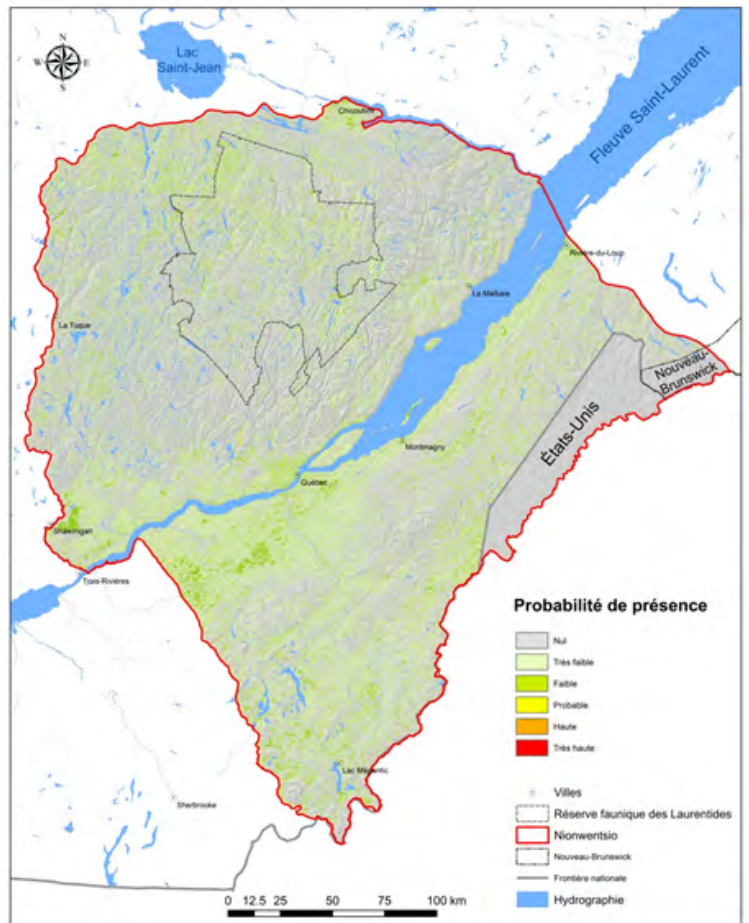 N
W E
S
Lac
Saint-Jean
Fleuve Saint-Laurent
Chicoutimi
Rivière-du-Loup
La Malbaie
La Tuque
Nouveau-
Brunswick
États-Unis
Montmagny
Québec
Shawinigan
Trois-Rivières
Lac Mégantic
Sherbrooke
Probabilité de présence
Nul
Très faible
Faible
Probable
Haute
Très haute
Villes
Réserve faunique des Laurentides
Nionwentsïo
Nouveau-Brunswick
Frontière nationale
Hydrographie
0 12.5 25 50 75 100 km